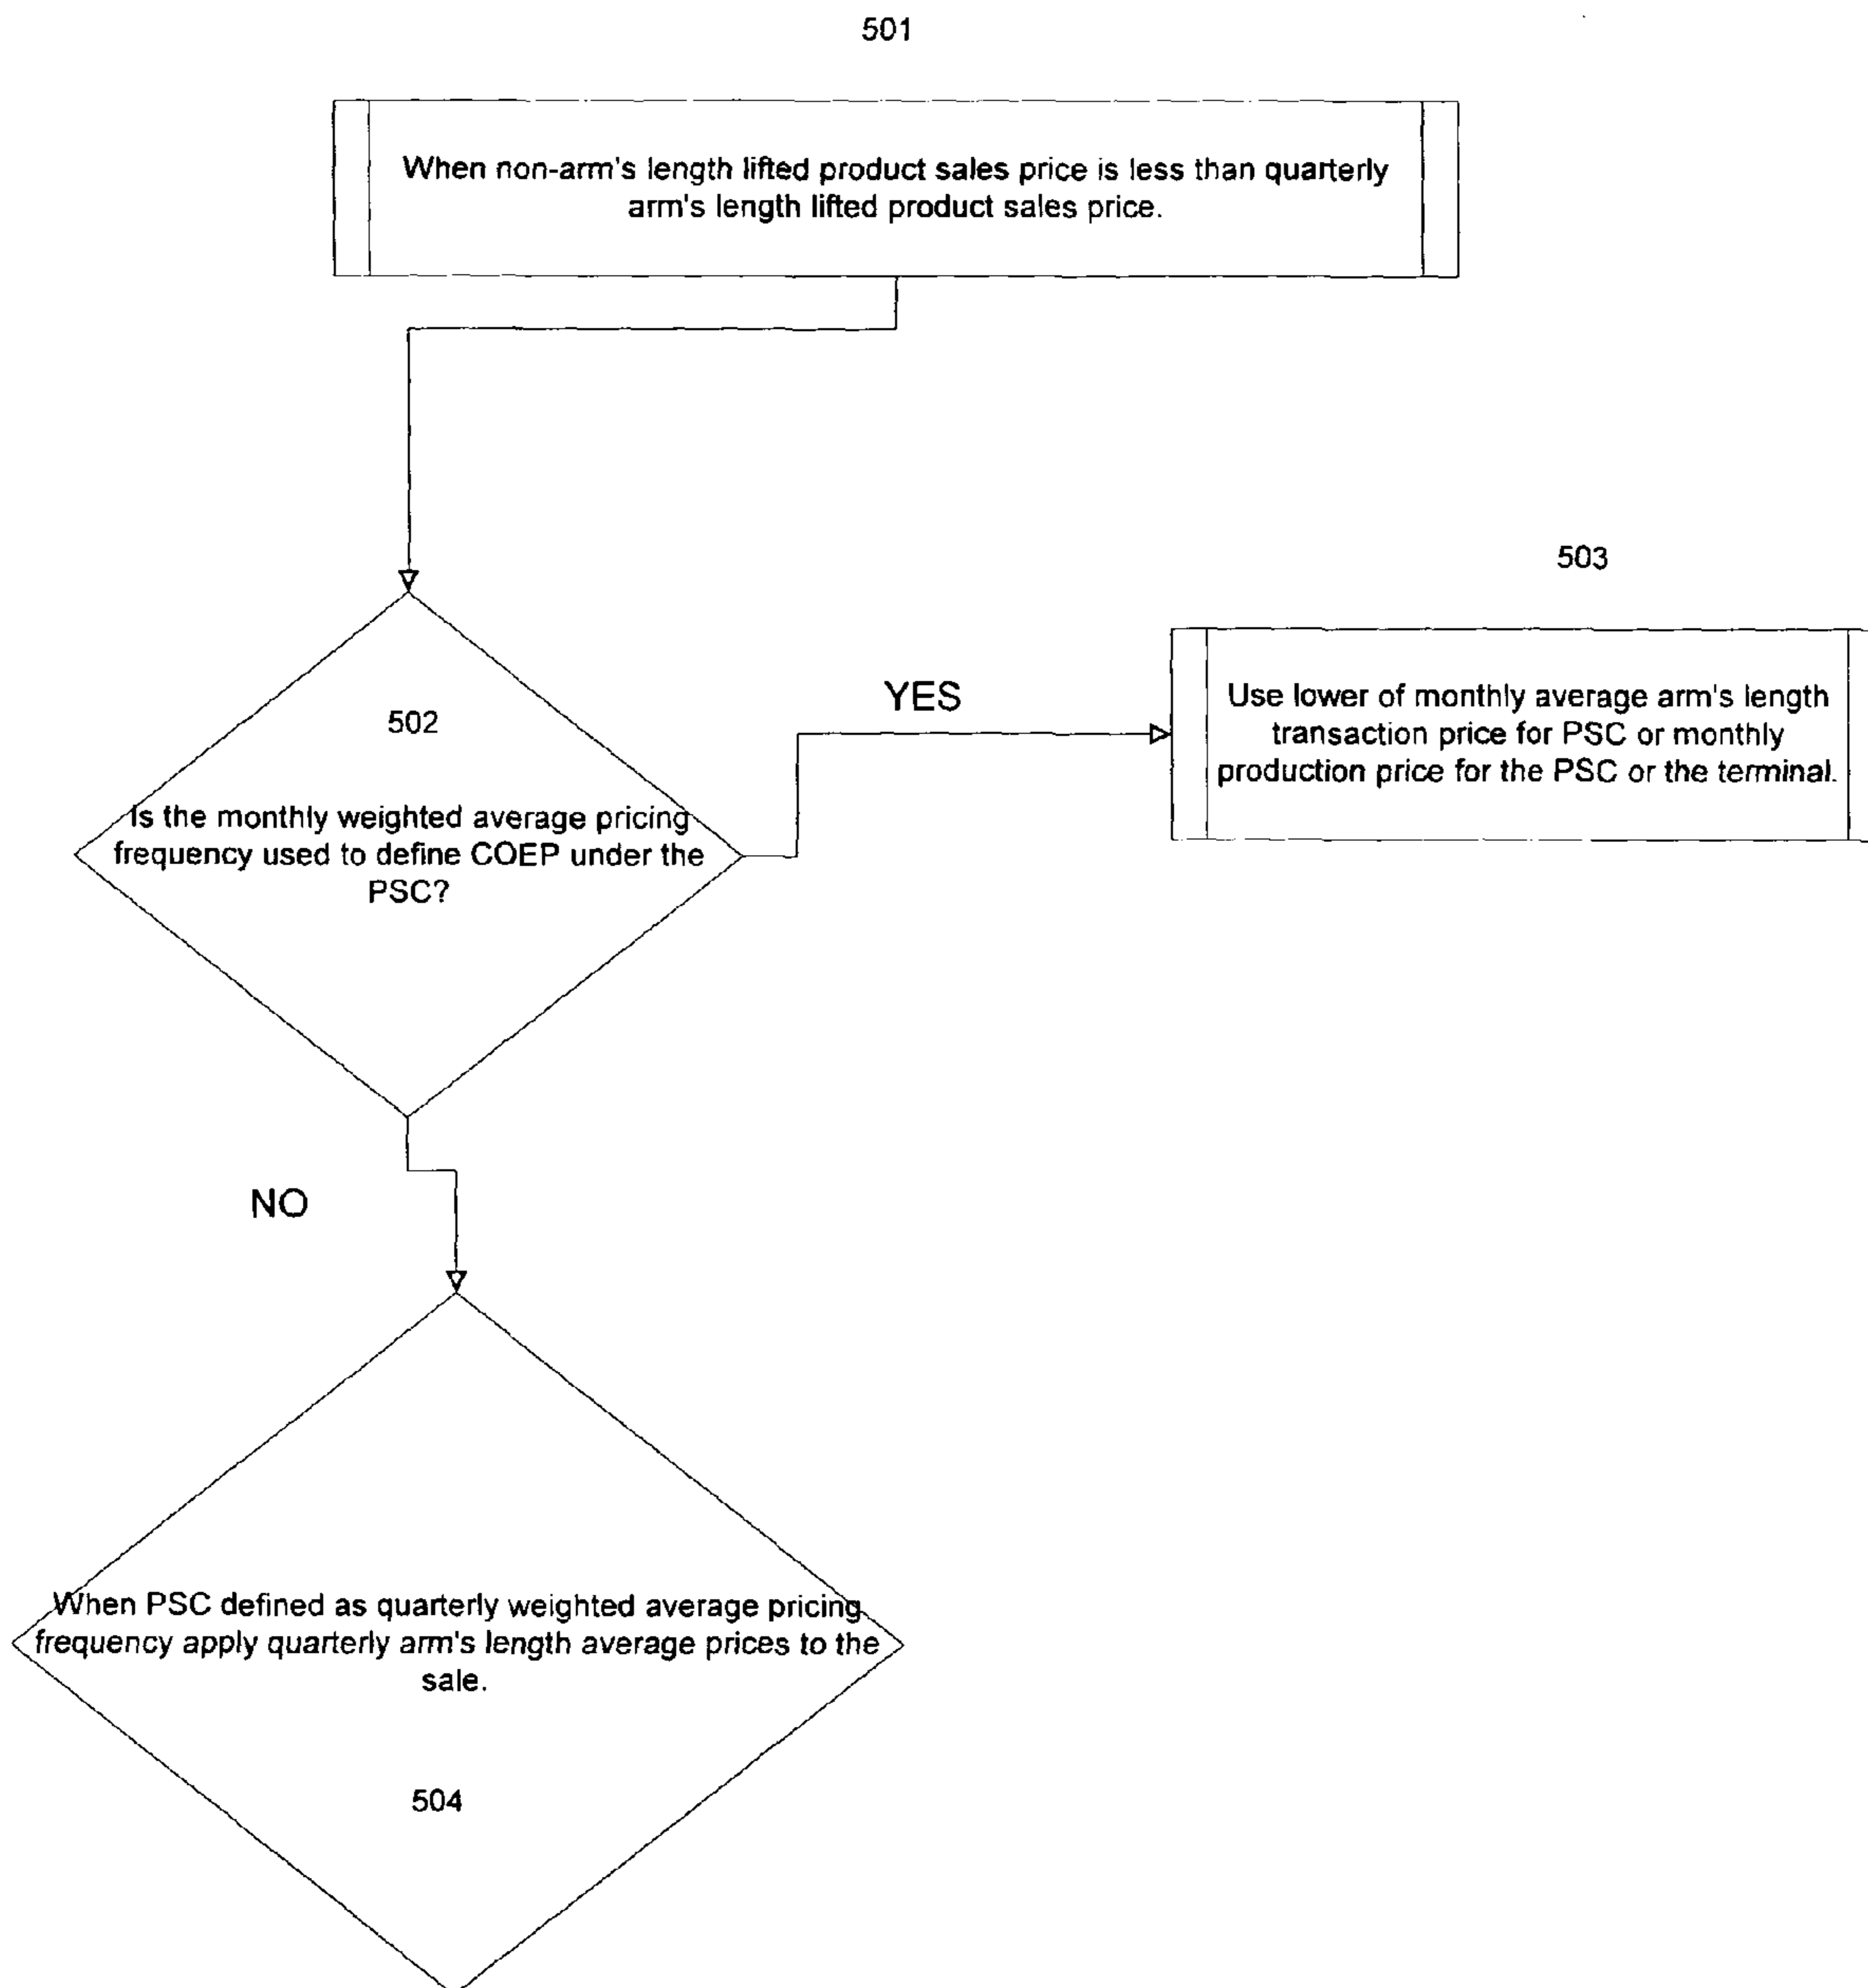 501
When non-arm's length lifted product sales price is less than quarterly
arm's length lifted product sales price.
503
Use lower of monthly average arm's length
transaction price for PSC or monthly
production price for the PSC or the terminal.
YES
502
Is the monthly weighted average pricing
frequency used to define COEP under the
PSC?
NO
When PSC defined as quarterly weighted average pricing
frequency apply quarterly arm's length average prices to the
sale.
504